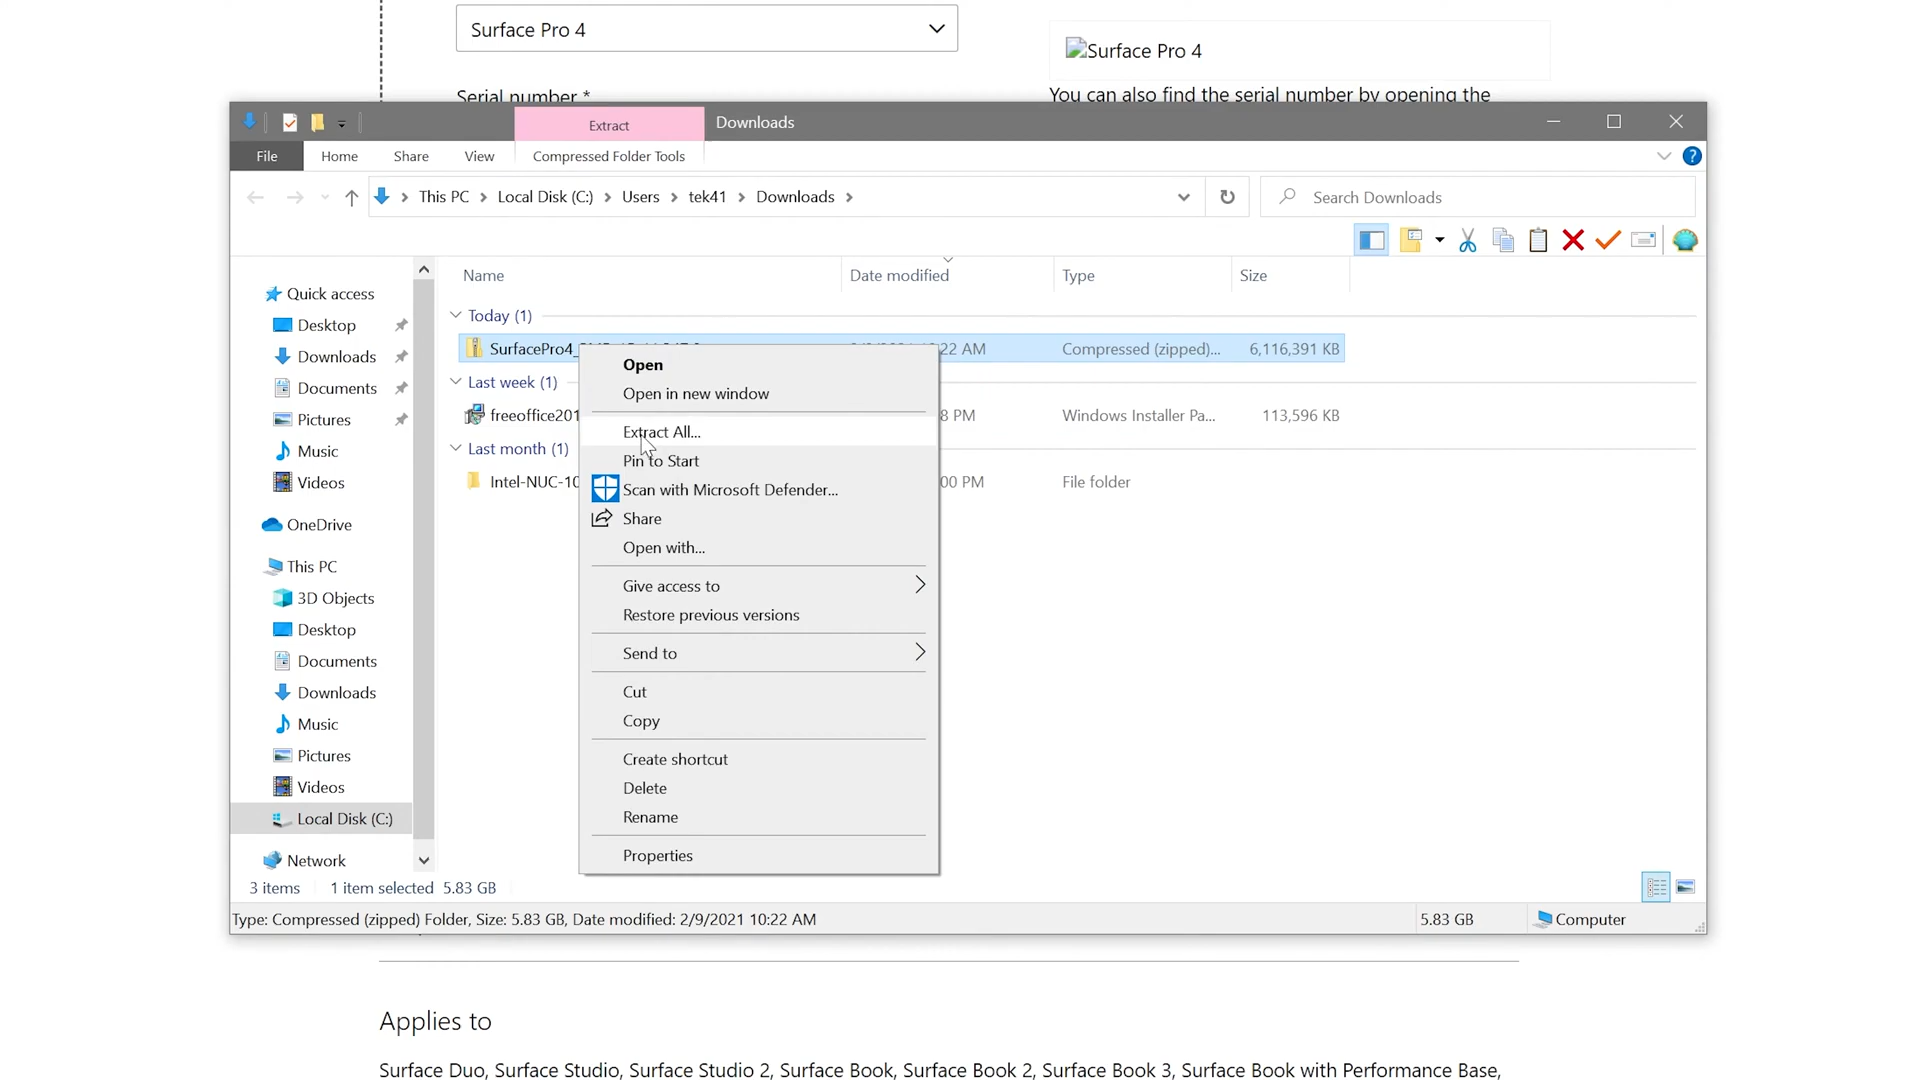 Surface Pro 4
Surface Pro 4
Serial number *
You can also find the serial number by opening the
Extract
Downloads
File
Home
Share
View
Compressed Folder Tools
This PC
Local Disk (C:)
Users
tek41
Downloads
Search Downloads
Name
Date modified
Type
Size
Today (1)
SurfacePro4_
22 AM
Compressed (zipped)...
6,116,391 KB
Last week (1)
freeoffice201
8 PM
Windows Installer Pa...
113,596 KB
Last month (1)
Intel-NUC-10
00 PM
File folder
Quick access
Desktop
Downloads
Documents
Pictures
Music
Videos
OneDrive
This PC
3D Objects
Desktop
Documents
Downloads
Music
Pictures
Videos
Local Disk (C:)
Network
Open
Open in new window
Extract All...
Pin to Start
Scan with Microsoft Defender...
Share
Open with...
Give access to
Restore previous versions
Send to
Cut
Copy
Create shortcut
Delete
Rename
Properties
3 items
1 item selected 5.83 GB
Type: Compressed (zipped) Folder, Size: 5.83 GB, Date modified: 2/9/2021 10:22 AM
5.83 GB
Computer
Applies to
Surface Duo, Surface Studio, Surface Studio 2, Surface Book, Surface Book 2, Surface Book 3, Surface Book with Performance Base,